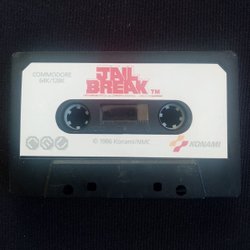 COMMODORE
64K/128K
JAIL
BREAK TM
© 1986 Konami/NMC
KONAMI